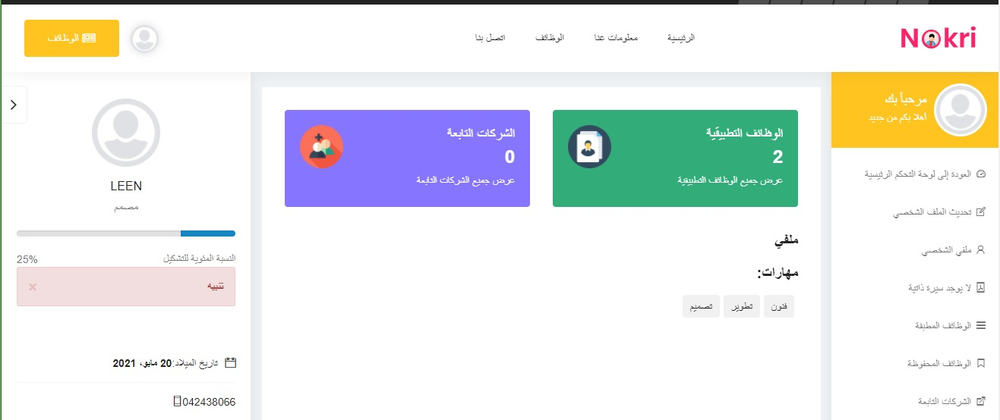 Nokri
الرئيسية
معلومات عنا
الوظائف
اتصل بنا
الوظائف
مرحباً بك
أهلا بكم من جديد
العودة إلى لوحة التحكم الرئيسية
تحديث الملف الشخصي
ملفي الشخصي
لا يوجد سيرة ذاتية
الوظائف المطبقة
الوظائف المحفوظة
الشركات التابعة
الوظائف التطبيقية
2
عرض جميع الوظائف التطبيقية
الشركات التابعة
0
عرض جميع الشركات التابعة
ملفي
مهارات:
فنون
تطوير
تصميم
LEEN
مصمم
النسبة المئوية للتشكيل 25%
تنبيه ×
تاريخ الميلاد:20 مايو، 2021
042438066